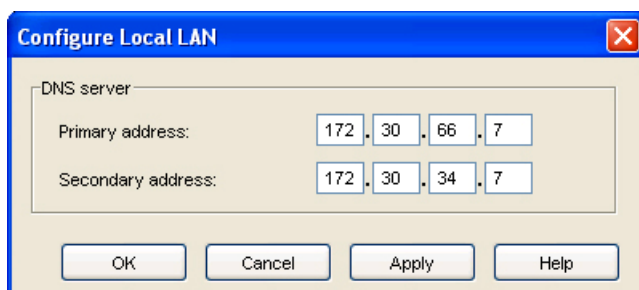 Configure Local LAN
DNS server
Primary address: 172 . 30 . 66 . 7
Secondary address: 172 . 30 . 34 . 7
OK Cancel Apply Help